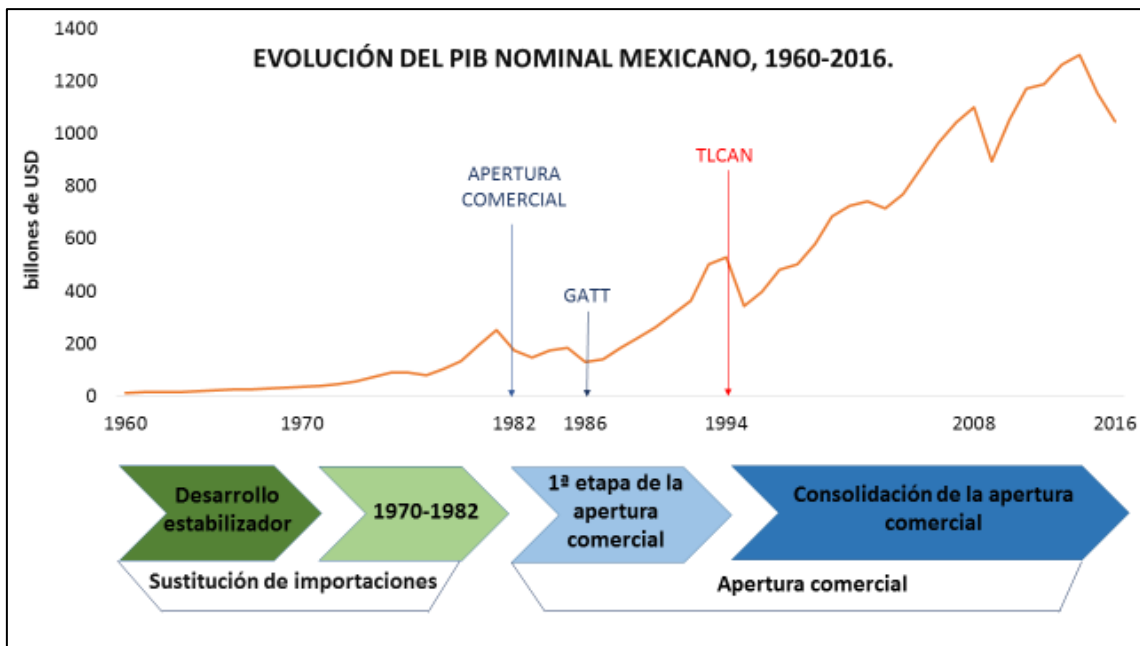 EVOLUCIÓN DEL PIB NOMINAL MEXICANO, 1960-2016.
billones de USD
1400
1200
1000
800
600
400
200
0
APERTURA
COMERCIAL
GATT
TLCAN
1960
1970
1982
1986
1994
2008
2016
Desarrollo
estabilizador
1970-1982
1ª etapa de la
apertura
comercial
Consolidación de la apertura
comercial
Sustitución de importaciones
Apertura comercial